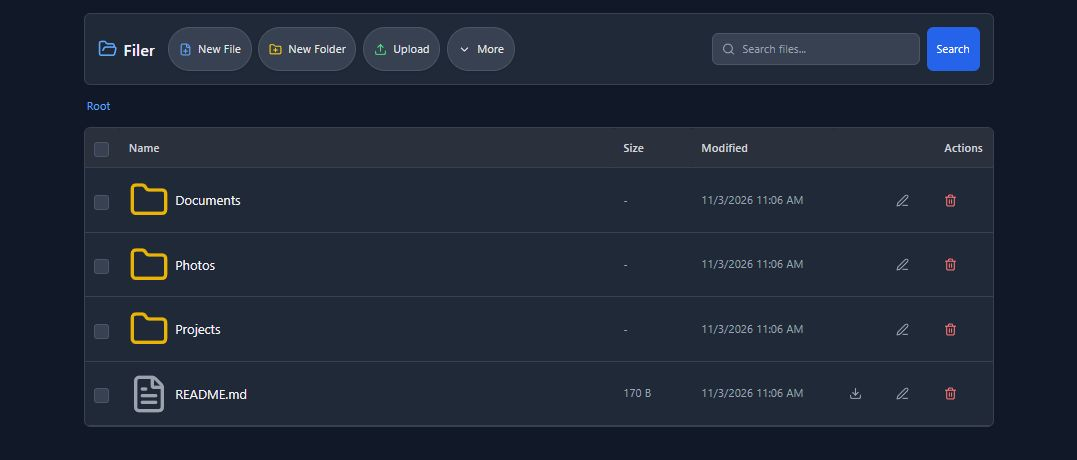 Filer New File New Folder Upload More Search files... Search
Root
Name Size Modified Actions
Documents - 11/3/2026 11:06 AM
Photos - 11/3/2026 11:06 AM
Projects - 11/3/2026 11:06 AM
README.md 170 B 11/3/2026 11:06 AM